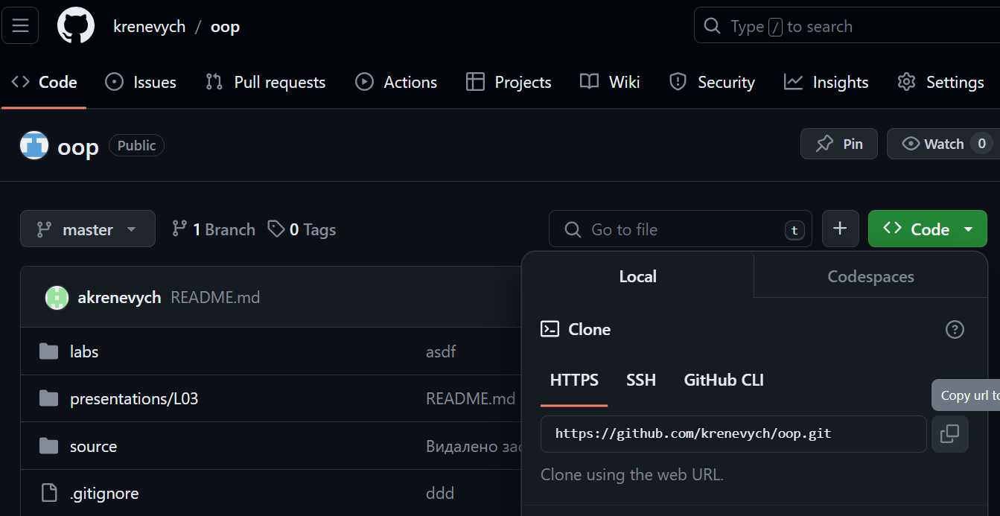 krenevych / oop
Type / to search
Code Issues Pull requests Actions Projects Wiki Security Insights Settings
oop Public
Pin Watch 0
master 1 Branch 0 Tags
Go to file t
Code
Local Codespaces
akrenevych README.md
Clone
labs asdf
HTTPS SSH GitHub CLI
presentations/L03 README.md
Copy url
https://github.com/krenevych/oop.git
source Видалено
Clone using the web URL.
.gitignore ddd